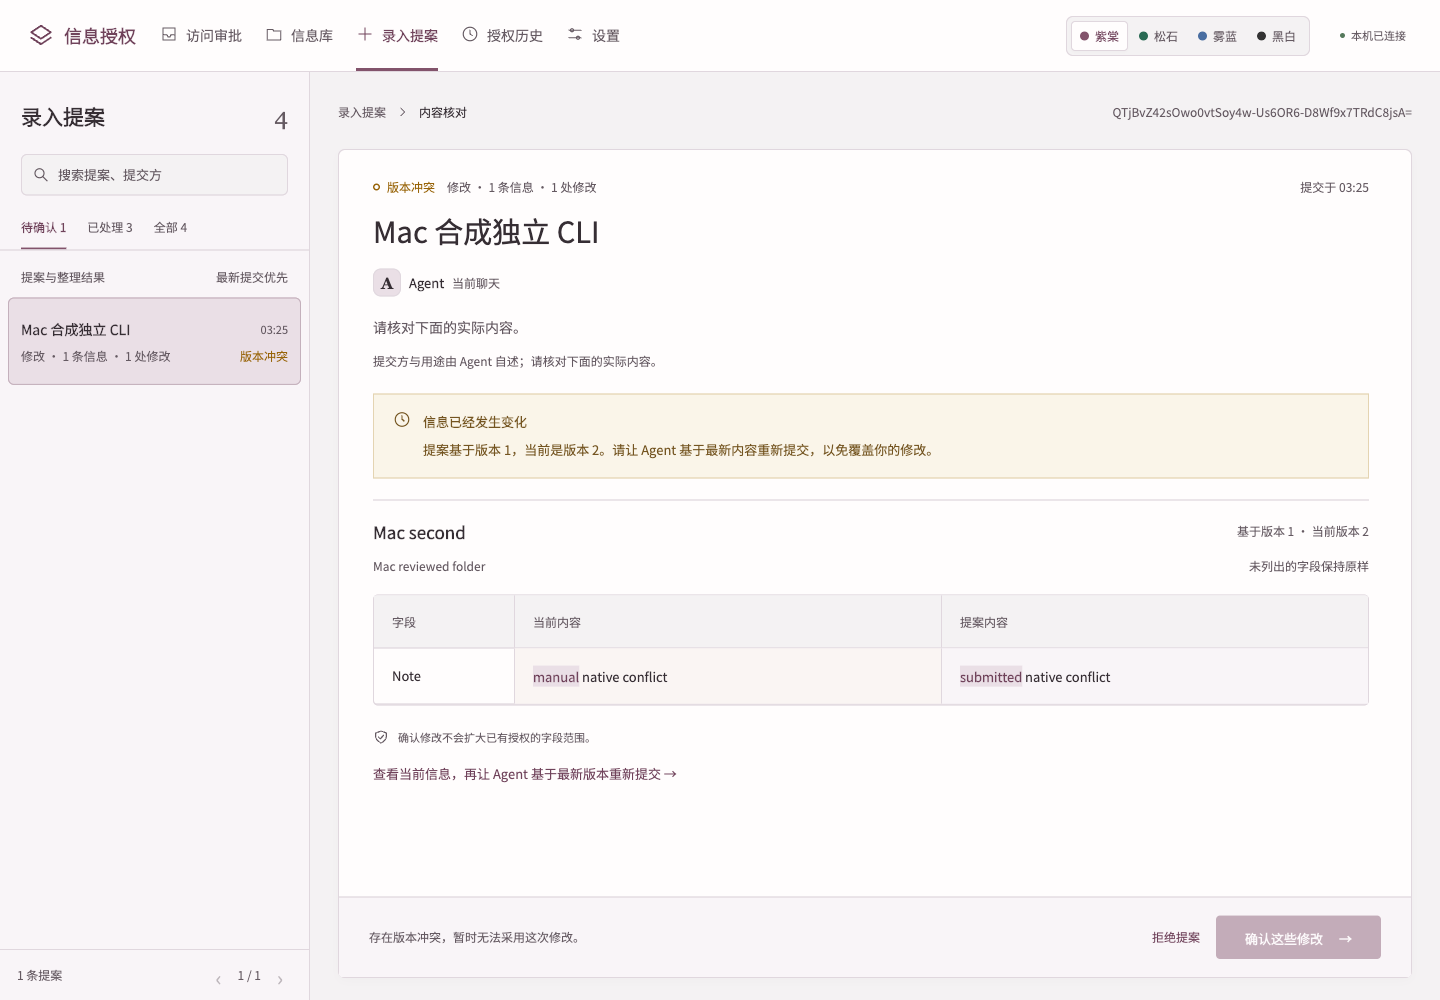 信息授权
访问审批
信息库
录入提案
授权历史
设置
紫棠
松石
雾蓝
黑白
本机已连接
录入提案
4
搜索提案、提交方
待确认 1
已处理 3
全部 4
提案与整理结果
最新提交优先
Mac 合成独立 CLI
03:25
修改 · 1 条信息 · 1 处修改
版本冲突
1 条提案
‹ 1 / 1 ›
录入提案 > 内容核对
QTjBvZ42sOwo0vtSoy4w-Us6OR6-D8Wf9x7TRdC8jsA=
版本冲突 修改 · 1 条信息 · 1 处修改
提交于 03:25
Mac 合成独立 CLI
A Agent 当前聊天
请核对下面的实际内容。
提交方与用途由 Agent 自述；请核对下面的实际内容。
信息已经发生变化
提案基于版本 1，当前是版本 2。请让 Agent 基于最新内容重新提交，以免覆盖你的修改。
Mac second
基于版本 1 · 当前版本 2
Mac reviewed folder
未列出的字段保持原样
字段 当前内容 提案内容
Note manual native conflict submitted native conflict
确认修改不会扩大已有授权的字段范围。
查看当前信息，再让 Agent 基于最新版本重新提交 →
存在版本冲突，暂时无法采用这次修改。
拒绝提案
确认这些修改 →